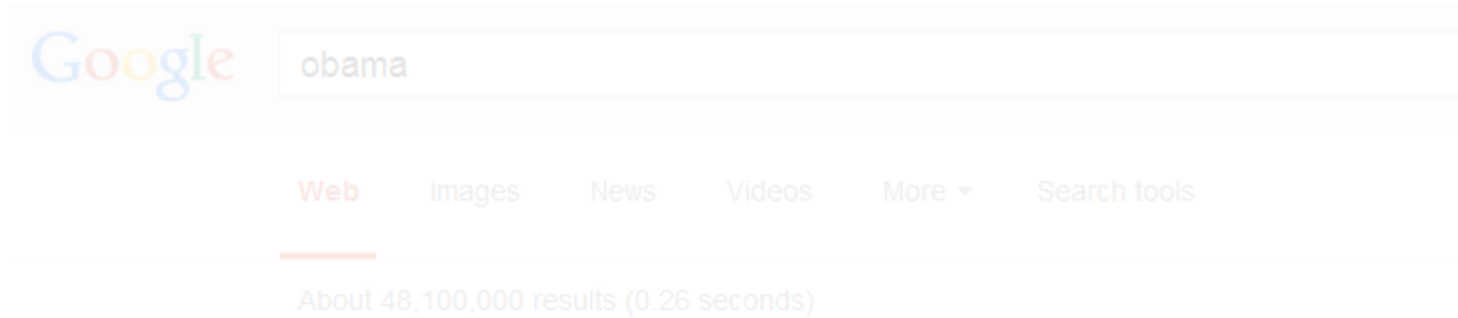 Google obama
Web Images News Videos More Search tools
About 48,100,000 results (0.26 seconds)